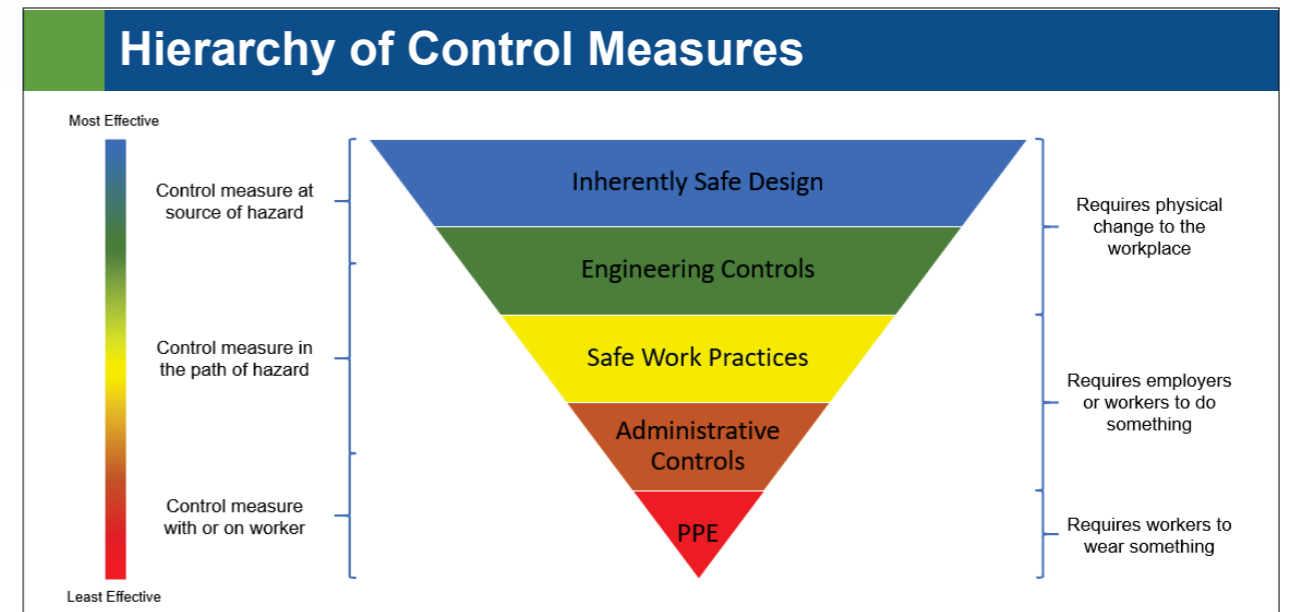 Hierarchy of Control Measures
Most Effective
Control measure at
source of hazard
Control measure in
the path of hazard
Control measure
with or on worker
Least Effective
Inherently Safe Design
Engineering Controls
Safe Work Practices
Administrative
Controls
PPE
Requires physical
change to the
workplace
Requires employers
or workers to do
something
Requires workers to
wear something